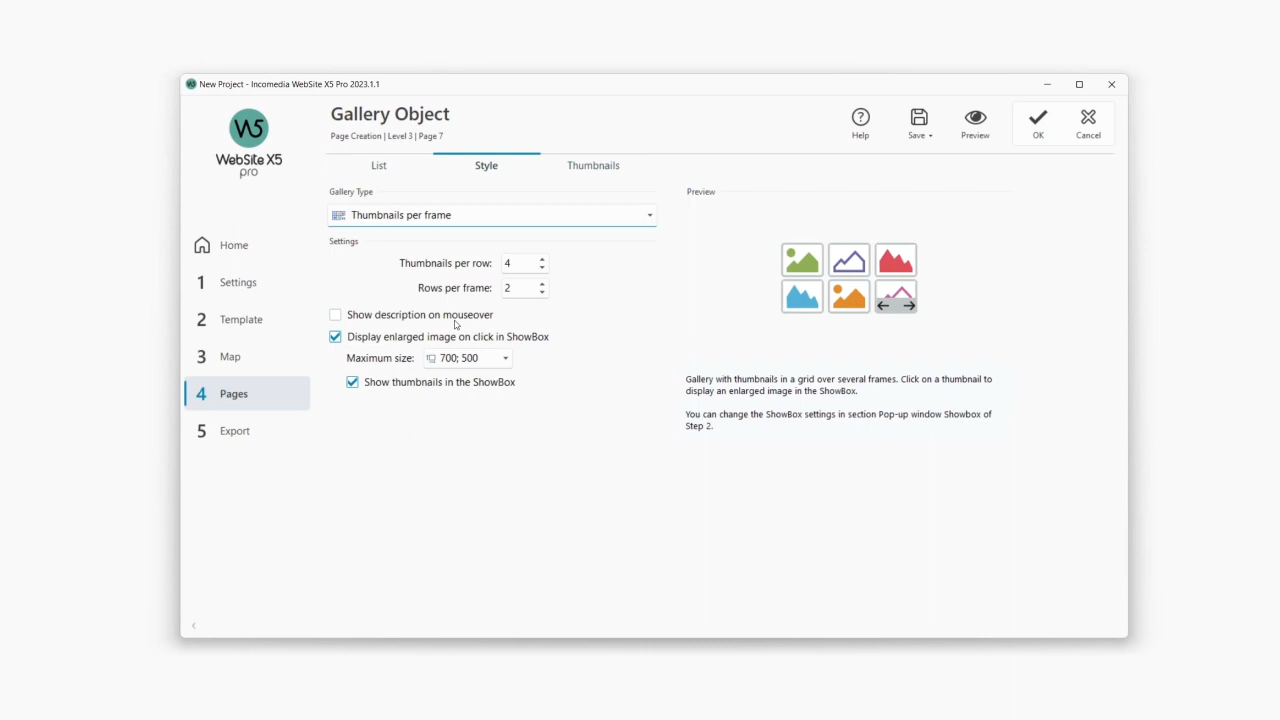 New Project - Incomedia WebSite X5 Pro 2023.1.1
W5
WebSite X5
pro
Gallery Object
Page Creation | Level 3 | Page 7
Help
Save
Preview
OK
Cancel
List
Style
Thumbnails
Home
1 Settings
2 Template
3 Map
4 Pages
5 Export
Gallery Type
Thumbnails per frame
Settings
Thumbnails per row: 4
Rows per frame: 2
Show description on mouseover
Display enlarged image on click in ShowBox
Maximum size: 700; 500
Show thumbnails in the ShowBox
Preview
Gallery with thumbnails in a grid over several frames. Click on a thumbnail to
display an enlarged image in the ShowBox.
You can change the ShowBox settings in section Pop-up window Showbox of
Step 2.